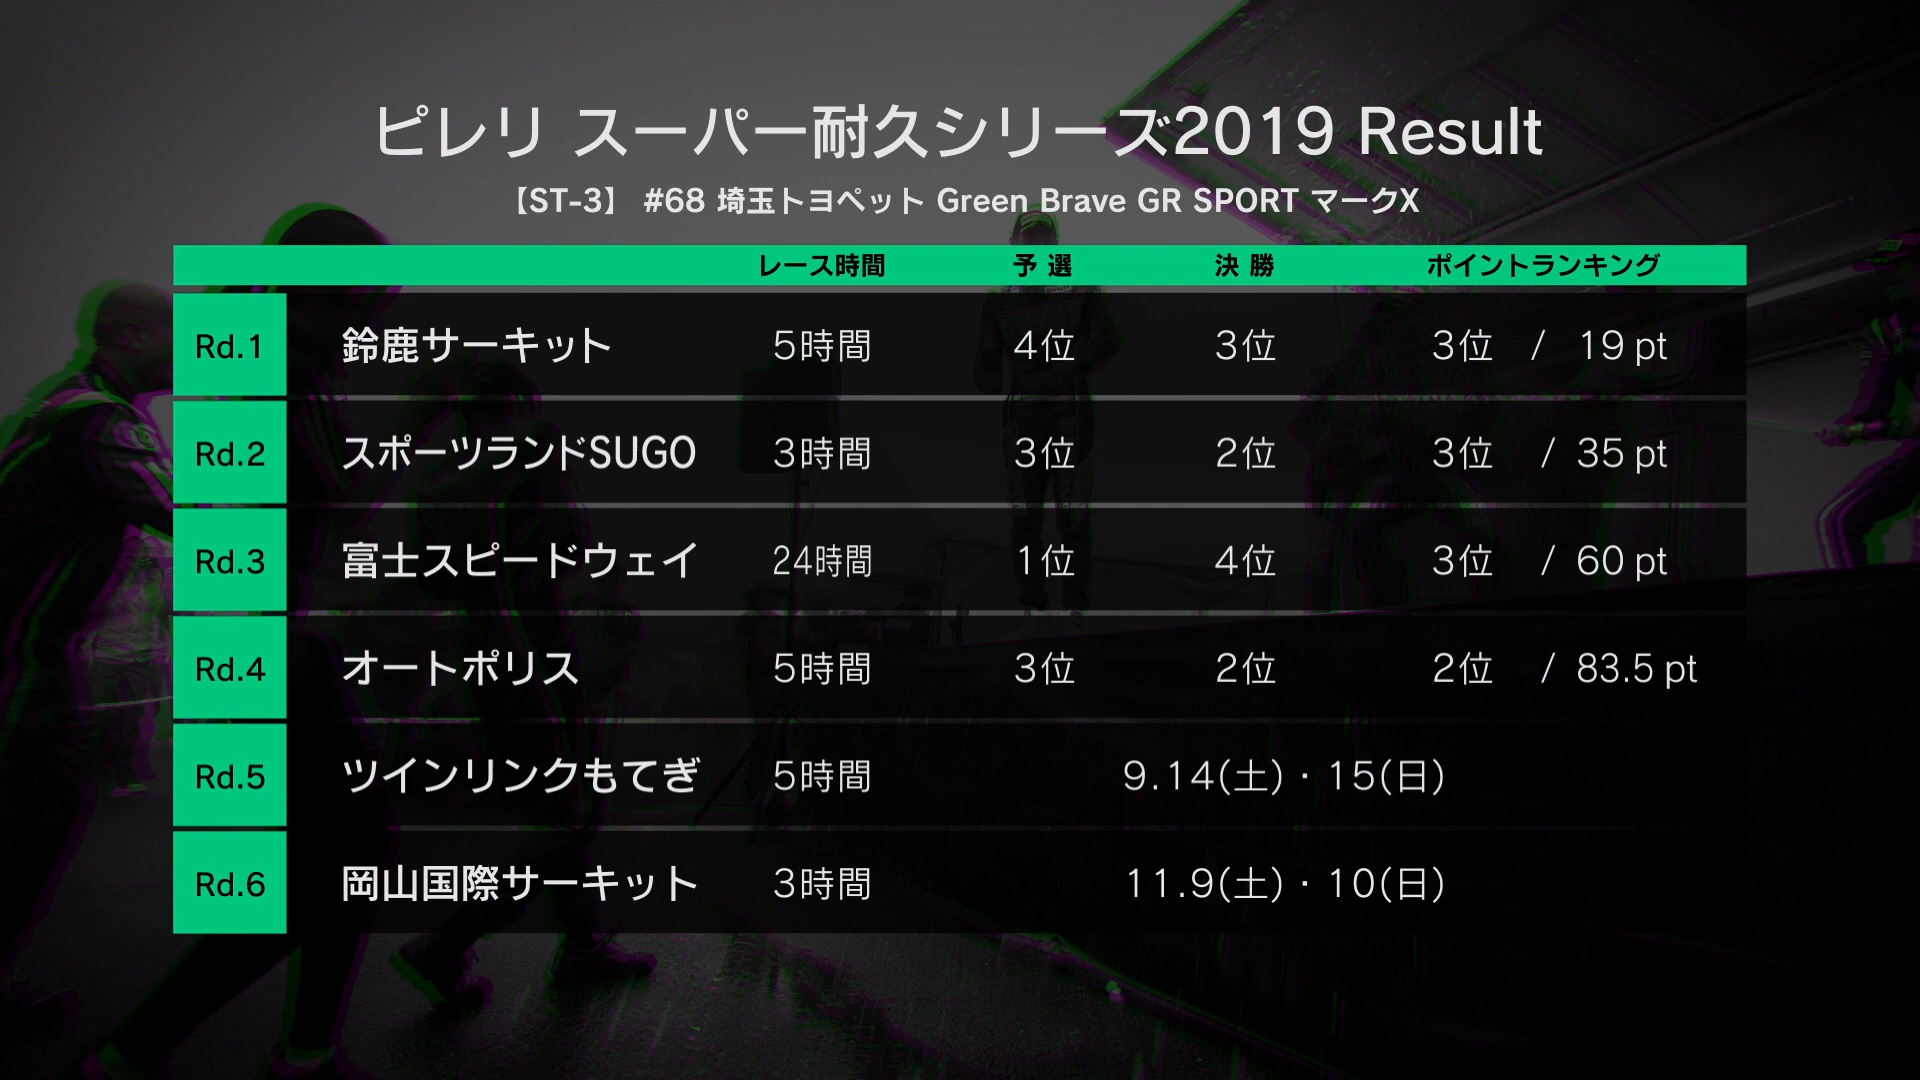 ピレリ スーパー耐久シリーズ2019 Result
【ST-3】 #68 埼玉トヨペット Green Brave GR SPORT マークX
レース時間 予 選 決 勝 ポイントランキング
Rd.1 鈴鹿サーキット 5時間 4位 3位 3位 / 19 pt
Rd.2 スポーツランドSUGO 3時間 3位 2位 3位 / 35 pt
Rd.3 富士スピードウェイ 24時間 1位 4位 3位 / 60 pt
Rd.4 オートポリス 5時間 3位 2位 2位 / 83.5 pt
Rd.5 ツインリンクもてぎ 5時間 9.14(土)・15(日)
Rd.6 岡山国際サーキット 3時間 11.9(土)・10(日)